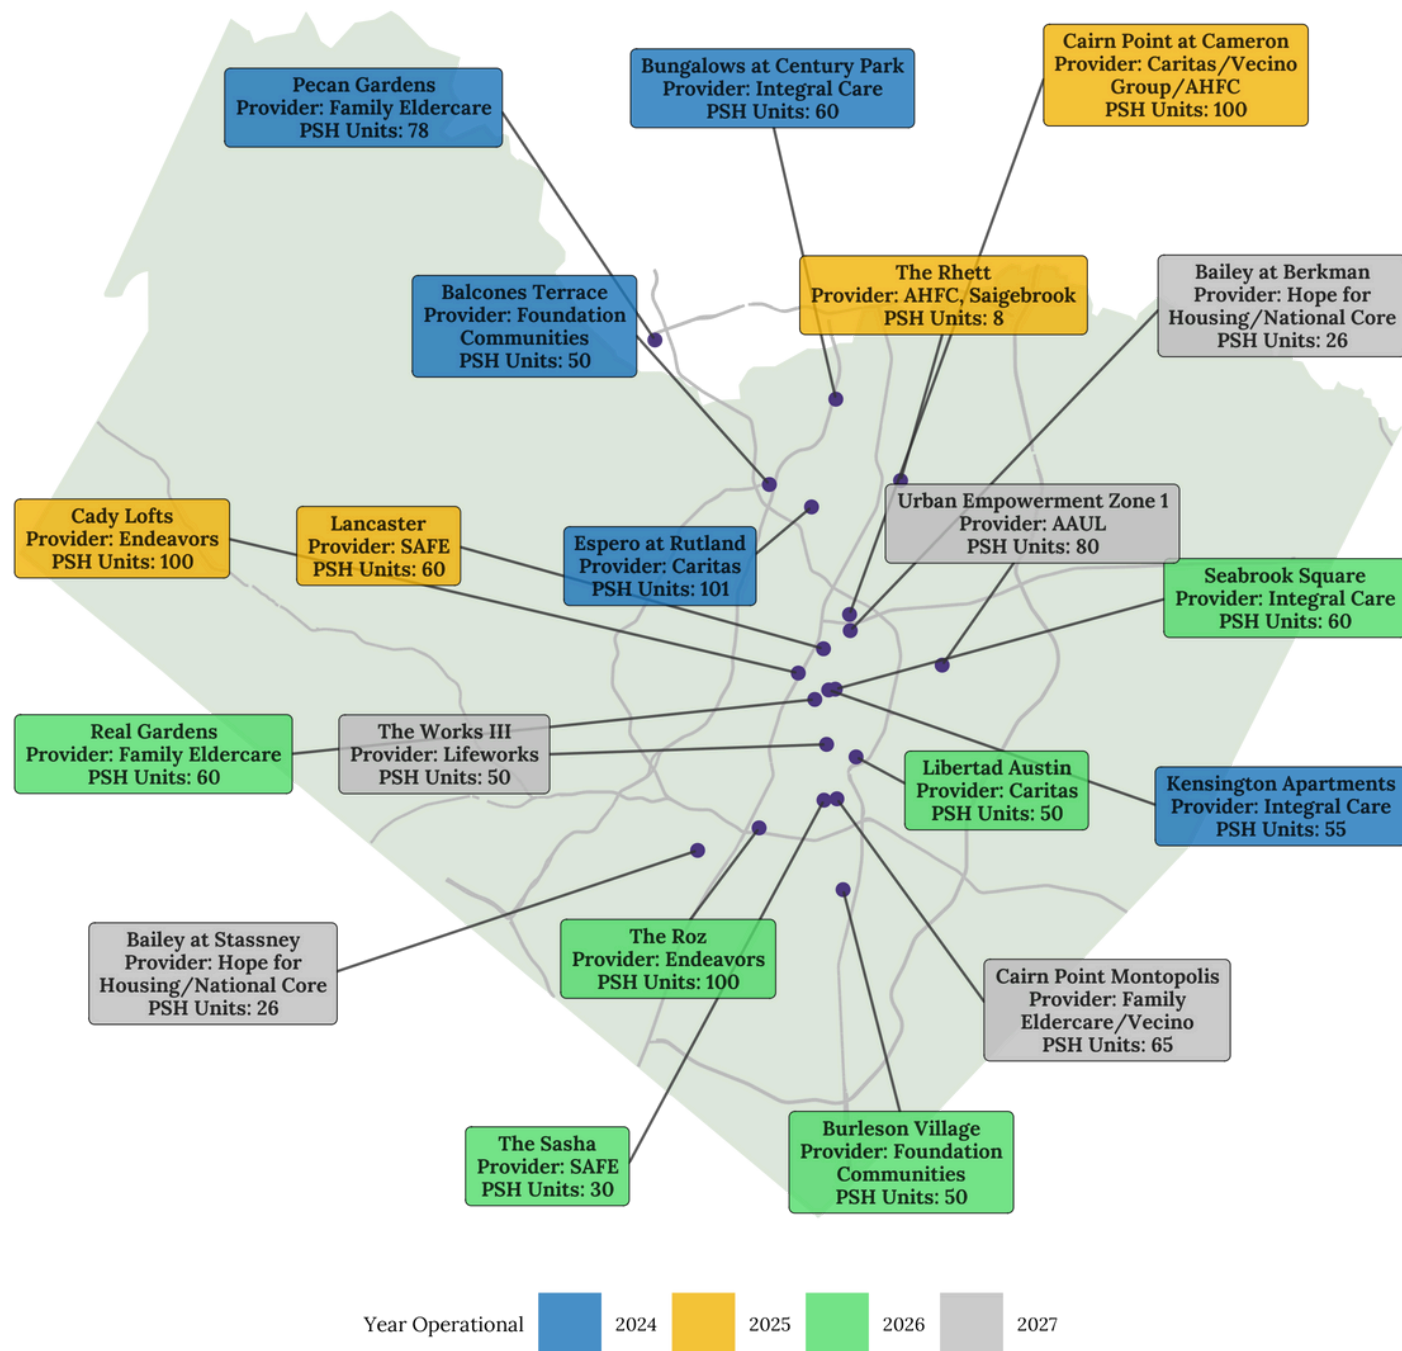 Pecan Gardens
Provider: Family Eldercare
PSH Units: 78
Bungalows at Century Park
Provider: Integral Care
PSH Units: 60
Cairn Point at Cameron
Provider: Caritas/Vecino
Group/AHFC
PSH Units: 100
Balcones Terrace
Provider: Foundation
Communities
PSH Units: 50
The Rhett
Provider: AHFC, Saigebrook
PSH Units: 8
Bailey at Berkman
Provider: Hope for
Housing/National Core
PSH Units: 26
Cady Lofts
Provider: Endeavors
PSH Units: 100
Lancaster
Provider: SAFE
PSH Units: 60
Espero at Rutland
Provider: Caritas
PSH Units: 101
Urban Empowerment Zone 1
Provider: AAUL
PSH Units: 80
Seabrook Square
Provider: Integral Care
PSH Units: 60
Real Gardens
Provider: Family Eldercare
PSH Units: 60
The Works III
Provider: Lifeworks
PSH Units: 50
Libertad Austin
Provider: Caritas
PSH Units: 50
Kensington Apartments
Provider: Integral Care
PSH Units: 55
Bailey at Stassney
Provider: Hope for
Housing/National Core
PSH Units: 26
The Roz
Provider: Endeavors
PSH Units: 100
Cairn Point Montopolis
Provider: Family
Eldercare/Vecino
PSH Units: 65
The Sasha
Provider: SAFE
PSH Units: 30
Burleson Village
Provider: Foundation
Communities
PSH Units: 50
Year Operational 2024 2025 2026 2027